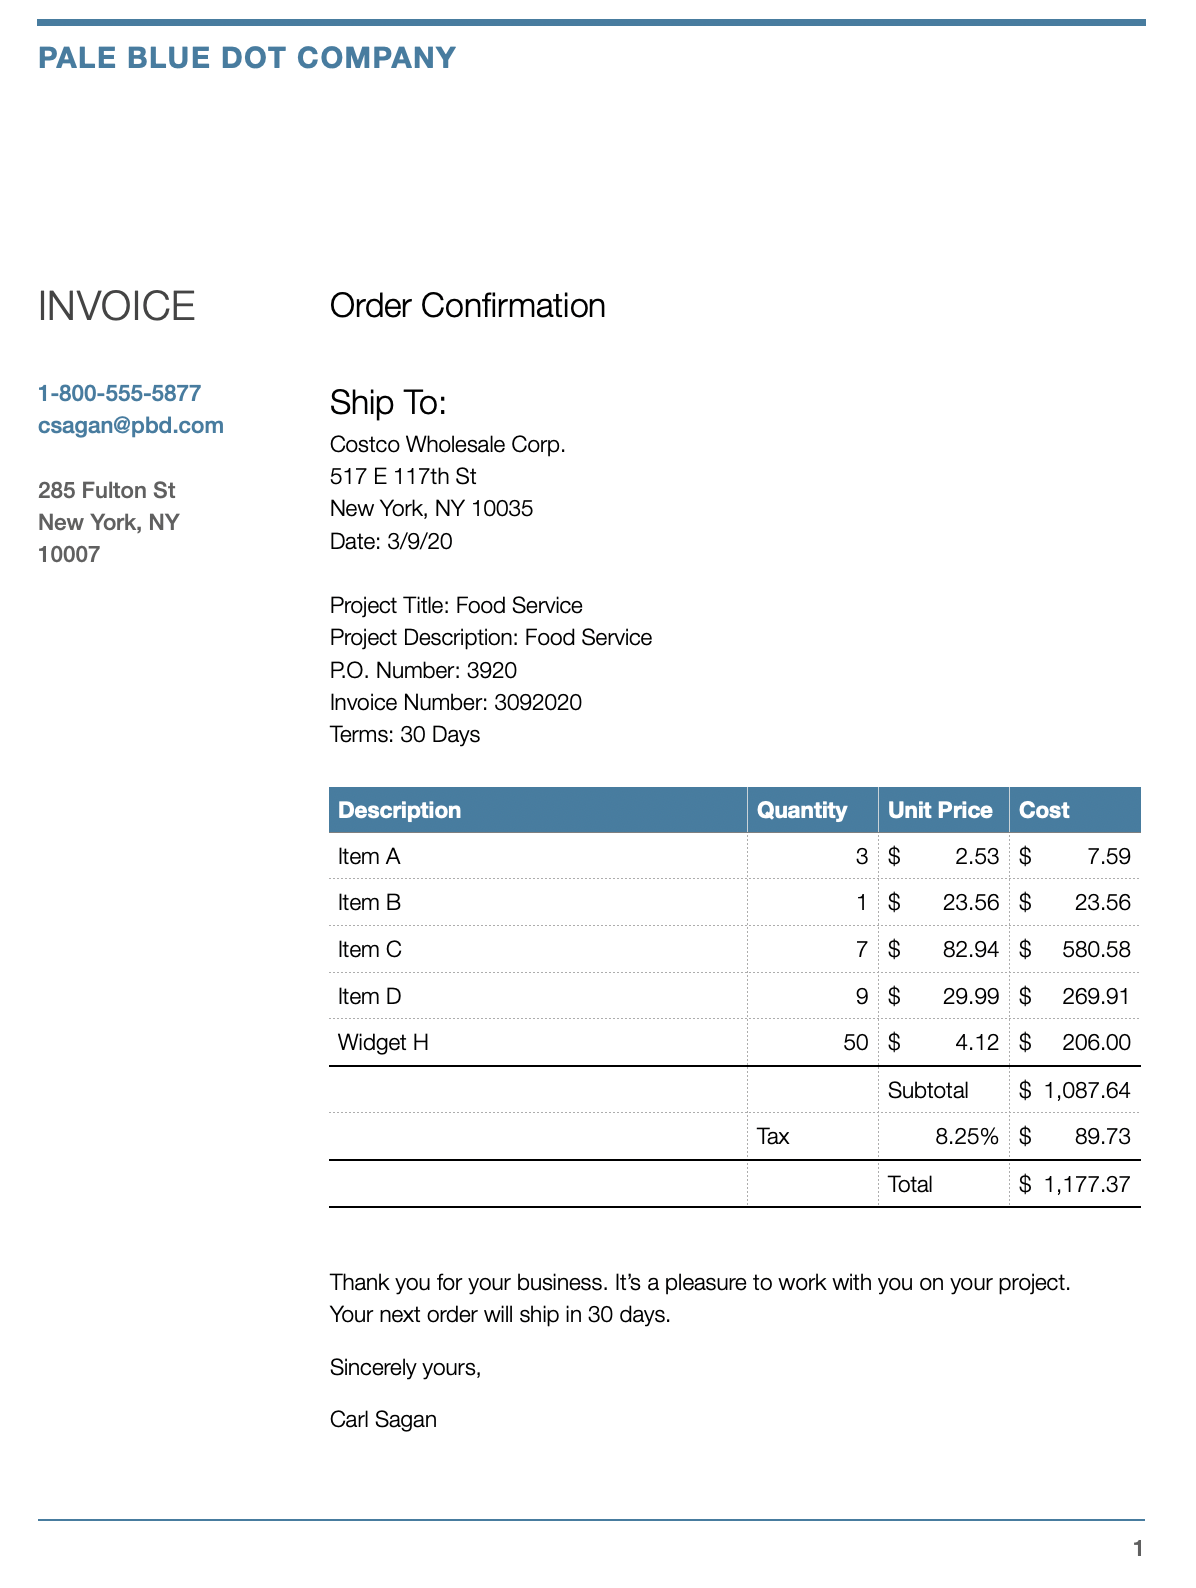 PALE BLUE DOT COMPANY
INVOICE
1-800-555-5877
csagan@pbd.com
285 Fulton St
New York, NY
10007
Order Confirmation
Ship To:
Costco Wholesale Corp.
517 E 117th St
New York, NY 10035
Date: 3/9/20
Project Title: Food Service
Project Description: Food Service
P.O. Number: 3920
Invoice Number: 3092020
Terms: 30 Days
Description Quantity Unit Price Cost
Item A 3 $ 2.53 $ 7.59
Item B 1 $ 23.56 $ 23.56
Item C 7 $ 82.94 $ 580.58
Item D 9 $ 29.99 $ 269.91
Widget H 50 $ 4.12 $ 206.00
Subtotal $ 1,087.64
Tax 8.25% $ 89.73
Total $ 1,177.37
Thank you for your business. It’s a pleasure to work with you on your project.
Your next order will ship in 30 days.
Sincerely yours,
Carl Sagan
1